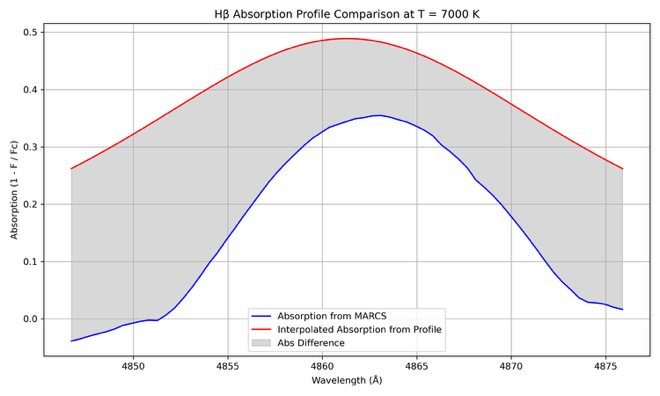 Hβ Absorption Profile Comparison at T = 7000 K
Absorption (1 - F / Fc)
0.5
0.4
0.3
0.2
0.1
0.0
Absorption from MARCS
Interpolated Absorption from Profile
Abs Difference
4850
4855
4860
4865
4870
4875
Wavelength (Å)